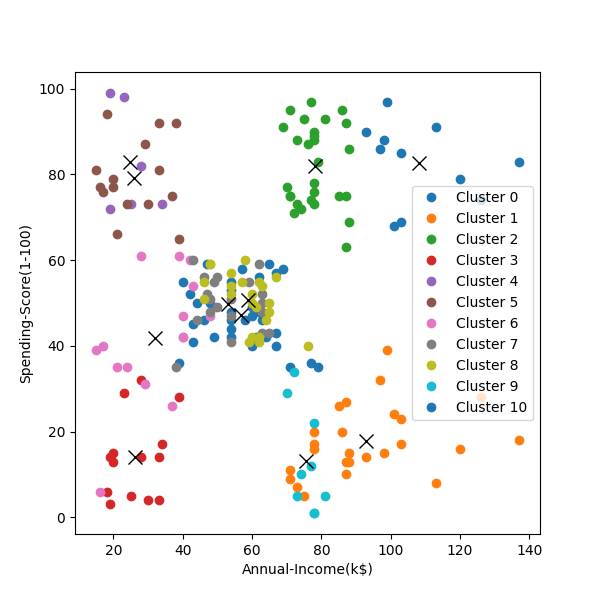 100
80
60
40
20
0
Spending-Score(1-100)
Cluster 0
Cluster 1
Cluster 2
Cluster 3
Cluster 4
Cluster 5
Cluster 6
Cluster 7
Cluster 8
Cluster 9
Cluster 10
20 40 60 80 100 120 140
Annual-Income(k$)